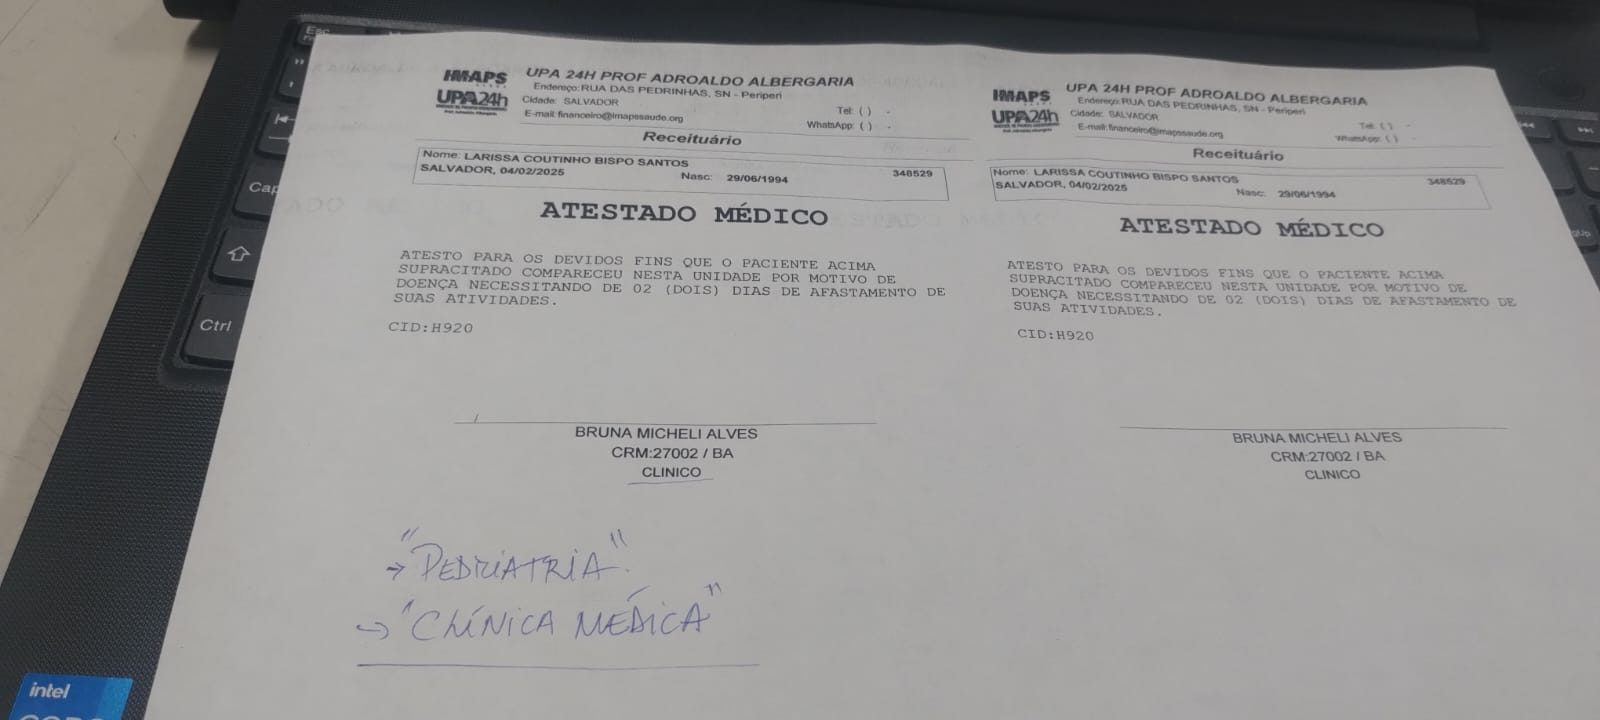 Esc
Cap
Ctrl
intel
IMAPS
UPA24h
UPA 24H PROF ADROALDO ALBERGARIA
Endereço: RUA DAS PEDRINHAS, SN - Periperi
Cidade: SALVADOR
Tel: ( ) -
E-mail: financeiro@imapssaude.org
WhatsApp: ( ) -
Receituário
Nome: LARISSA COUTINHO BISPO SANTOS
348529
SALVADOR, 04/02/2025 Nasc: 29/06/1994
ATESTADO MÉDICO
ATESTO PARA OS DEVIDOS FINS QUE O PACIENTE ACIMA
SUPRACITADO COMPARECEU NESTA UNIDADE POR MOTIVO DE
DOENÇA NECESSITANDO DE 02 (DOIS) DIAS DE AFASTAMENTO DE
SUAS ATIVIDADES.
CID:H920
BRUNA MICHELI ALVES
CRM:27002 / BA
CLINICO
→ "PEDRIATRIA"
→ "CLÍNICA MÉDICA"
IMAPS
UPA24h
UPA 24H PROF ADROALDO ALBERGARIA
Endereço: RUA DAS PEDRINHAS, SN - Periperi
Cidade: SALVADOR
Tel: ( ) -
E-mail: financeiro@imapssaude.org
WhatsApp: ( ) -
Receituário
Nome: LARISSA COUTINHO BISPO SANTOS
348529
SALVADOR, 04/02/2025 Nasc: 29/06/1994
ATESTADO MÉDICO
ATESTO PARA OS DEVIDOS FINS QUE O PACIENTE ACIMA
SUPRACITADO COMPARECEU NESTA UNIDADE POR MOTIVO DE
DOENÇA NECESSITANDO DE 02 (DOIS) DIAS DE AFASTAMENTO DE
SUAS ATIVIDADES.
CID:H920
BRUNA MICHELI ALVES
CRM:27002 / BA
CLINICO